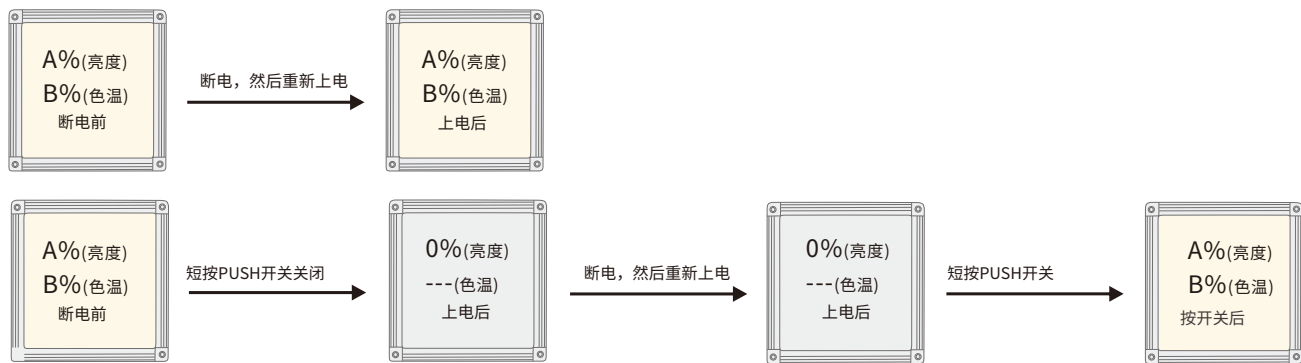 A%(亮度)
B%(色温)
断电前
断电，然后重新上电
A%(亮度)
B%(色温)
上电后
A%(亮度)
B%(色温)
断电前
短按PUSH开关关闭
0%(亮度)
---(色温)
上电后
断电，然后重新上电
0%(亮度)
---(色温)
上电后
短按PUSH开关
A%(亮度)
B%(色温)
按开关后